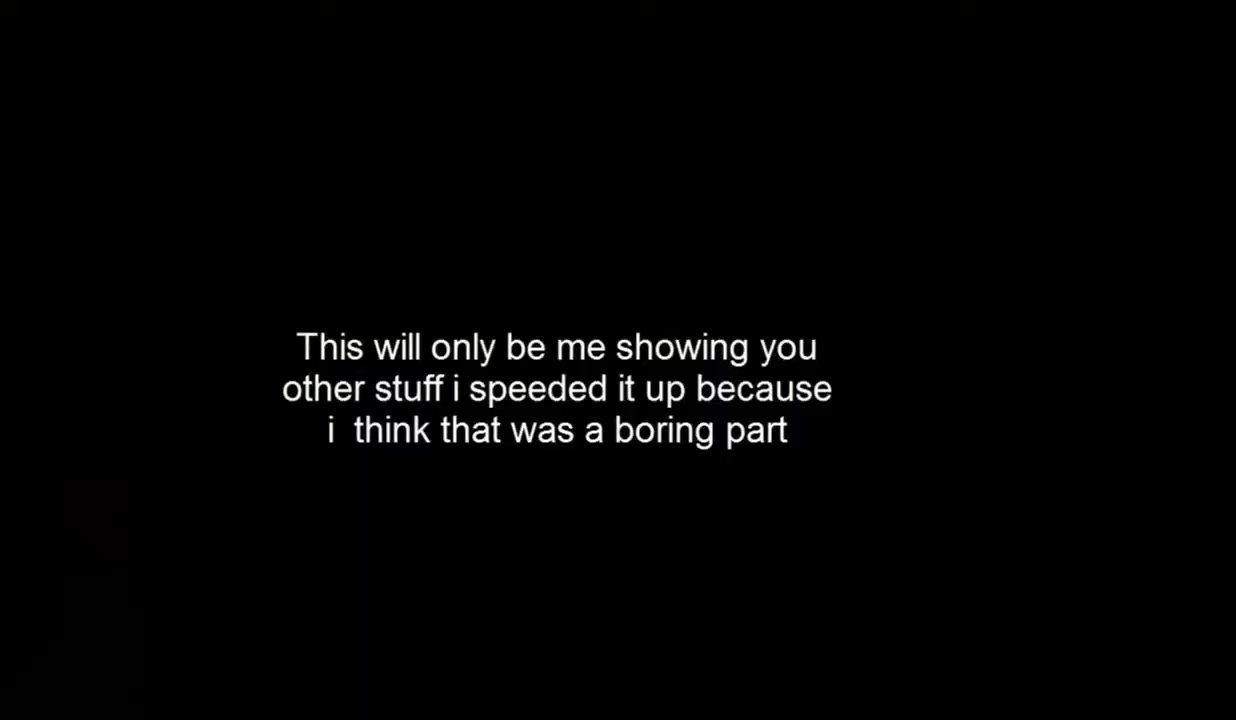 This will only be me showing you
other stuff i speeded it up because
i  think that was a boring part